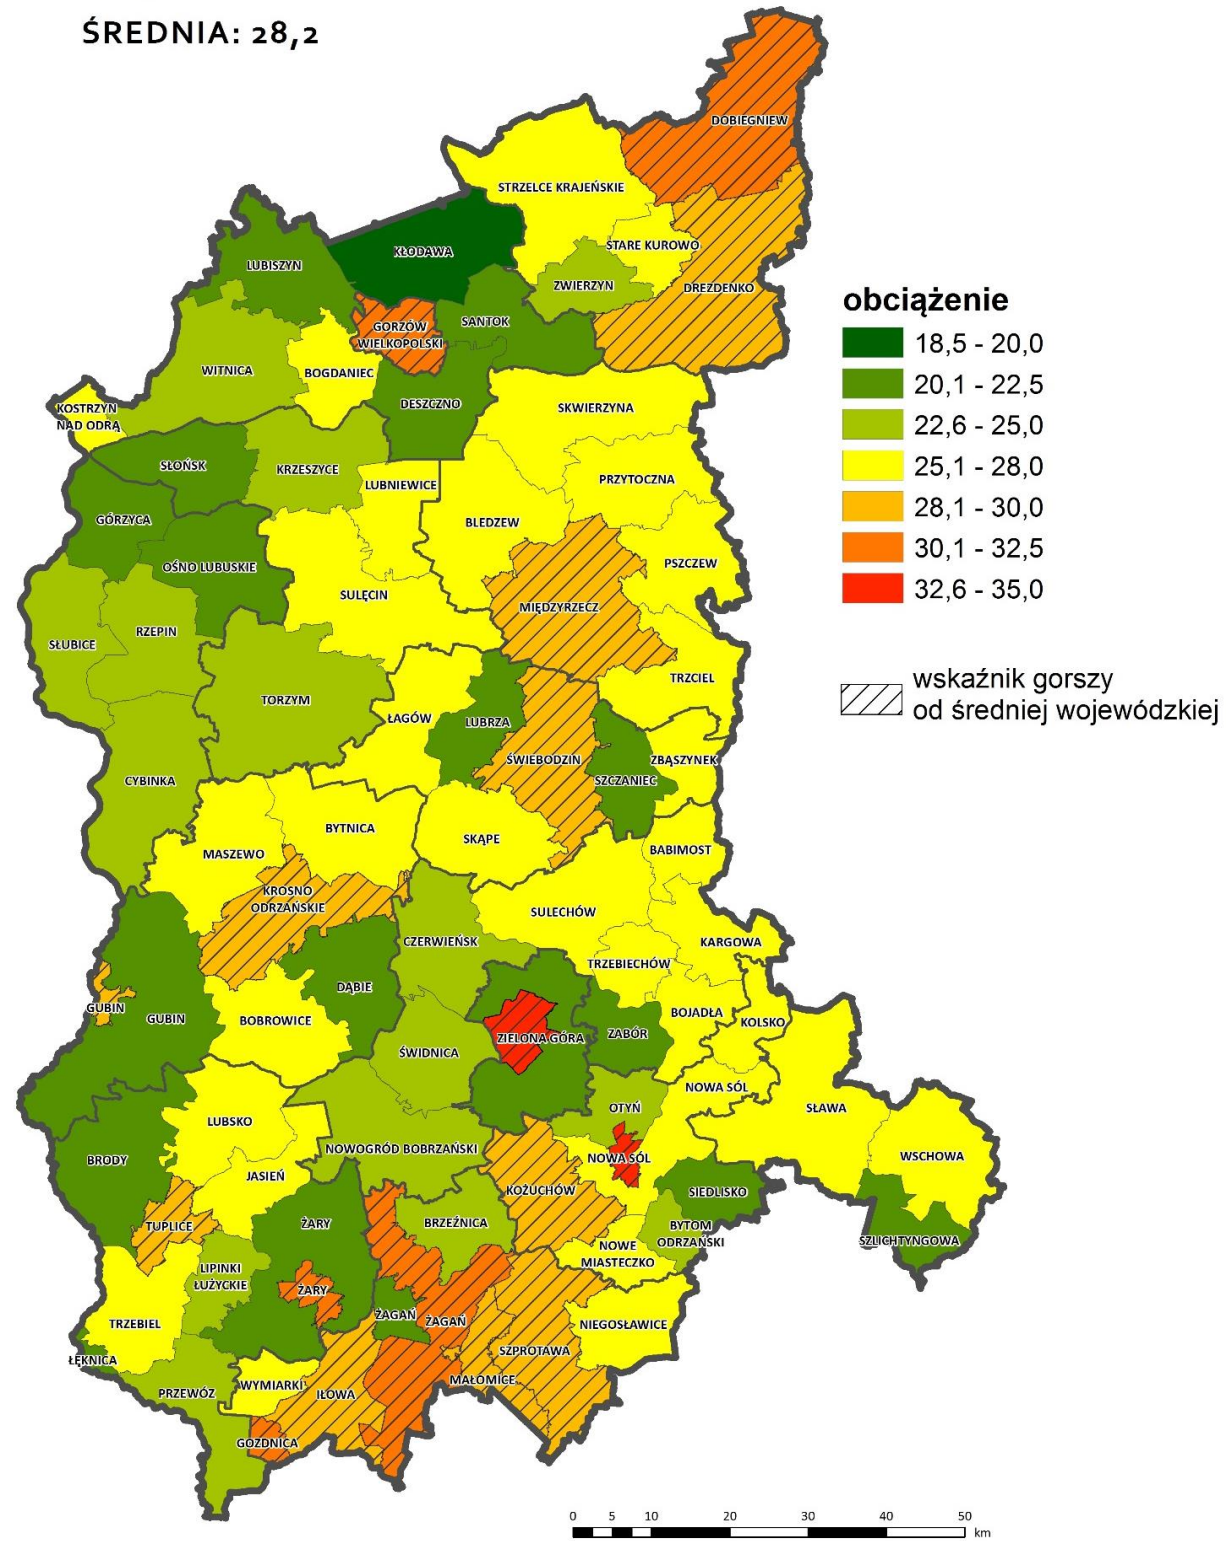 ŚREDNIA: 28,2
DOBIEGNIEW
STRZELCE KRAJEŃSKIE
STARE KUROWO
KŁODAWA
LUBISZYN
ZWIERZYN
DREZDENKO
GORZÓW
WIELKOPOLSKI
SANTOK
WITNICA
BOGDANIEC
DESZCZNO
KOSTRZYN
NAD ODRĄ
SKWIERZYNA
SŁOŃSK
KRZESZYCE
LUBNIEWICE
PRZYTOCZNA
GÓRZYCA
BLEDZEW
OŚNO LUBUSKIE
PSZCZEW
SULĘCIN
MIĘDZYRZECZ
SŁUBICE
RZEPIN
TORZYM
TRZCIEL
ŁAGÓW
LUBRZA
ŚWIEBODZIN
ZBĄSZYNEK
SZCZANIEC
CYBINKA
BYTNICA
SKĄPE
MASZEWO
BABIMOST
KROSNO
ODRZAŃSKIE
SULECHÓW
CZERWIEŃSK
KARGOWA
TRZEBIECHÓW
DĄBIE
GUBIN
GUBIN
BOBROWICE
BOJADŁA
KOLSKO
ZIELONA GÓRA
ZABÓR
ŚWIDNICA
NOWA SÓL
OTYŃ
SŁAWA
LUBSKO
NOWOGRÓD BOBRZAŃSKI
NOWA SÓL
WSCHOWA
BRODY
JASIEŃ
KOŻUCHÓW
SIEDLISKO
TUPLICE
ŻARY
BRZEŹNICA
BYTOM
ODRZAŃSKI
SZLICHTYNGOWA
NOWE
MIASTECZKO
LIPINKI
ŁUŻYCKIE
ŻARY
ŻAGAŃ
ŻAGAŃ
TRZEBIEL
NIEGOSŁAWICE
SZPROTAWA
ŁĘKNICA
MAŁOMICE
PRZEWÓZ
WYMIARKI
IŁOWA
GOZDNICA
obciążenie
18,5 - 20,0
20,1 - 22,5
22,6 - 25,0
25,1 - 28,0
28,1 - 30,0
30,1 - 32,5
32,6 - 35,0
wskaźnik gorszy
od średniej wojewódzkiej
0 5 10 20 30 40 50
km